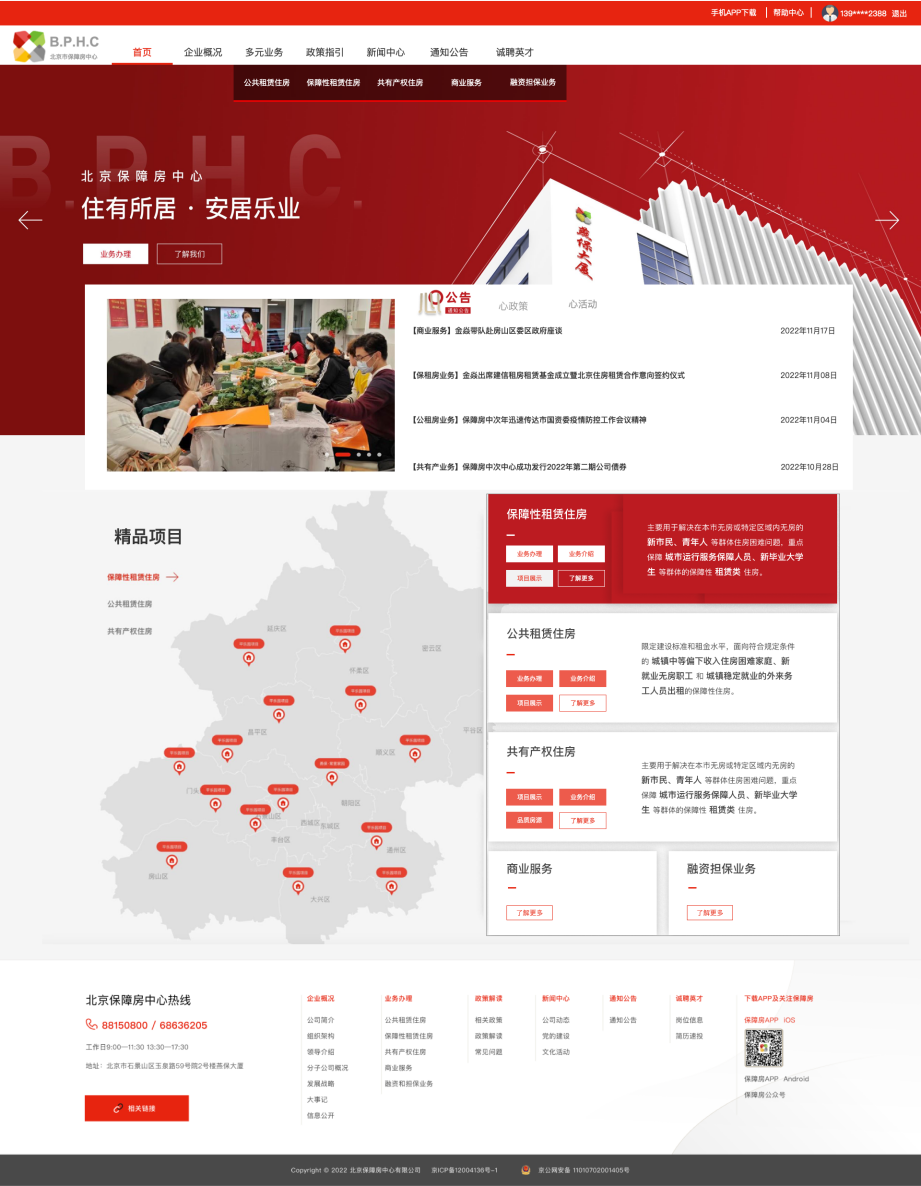 手机APP下载 帮助中心 139****2388 退出
B.P.H.C
北京市保障房中心
首页 企业概况 多元业务 政策指引 新闻中心 通知公告 诚聘英才
公共租赁住房 保障性租赁住房 共有产权住房 商业服务 融资担保业务
B.P.H.C
北京保障房中心
住有所居·安居乐业
业务办理 了解我们
燕保大厦
公告 通知公告 心政策 心活动
【商业服务】金焱带队赴房山区委区政府座谈 2022年11月17日
【保租房业务】金焱出席建信租房租赁基金成立暨北京住房租赁合作意向签约仪式 2022年11月08日
【公租房业务】保障房中次年迅速传达市国资委疫情防控工作会议精神 2022年11月04日
【共有产业务】保障房中次中心成功发行2022年第二期公司债券 2022年10月28日
精品项目
保障性租赁住房
公共租赁住房
共有产权住房
延庆区
密云区
怀柔区
昌平区
平谷区
顺义区
门头
朝阳区
石景山区
西城区 东城区
丰台区
通州区
房山区
大兴区
保障性租赁住房
业务办理 业务介绍
项目展示 了解更多
主要用于解决在本市无房或特定区域内无房的
新市民、青年人 等群体住房困难问题，重点
保障 城市运行服务保障人员、新毕业大学
生 等群体的保障性 租赁类 住房。
公共租赁住房
业务办理 业务介绍
项目展示 了解更多
限定建设标准和租金水平，面向符合规定条件
的 城镇中等偏下收入住房困难家庭、新
就业无房职工 和 城镇稳定就业的外来务
工人员出租的保障性住房。
共有产权住房
项目展示 业务介绍
品质房源 了解更多
主要用于解决在本市无房或特定区域内无房的
新市民、青年人 等群体住房困难问题，重点
保障 城市运行服务保障人员、新毕业大学
生 等群体的保障性 租赁类 住房。
商业服务
了解更多
融资担保业务
了解更多
北京保障房中心热线
88150800 / 68636205
工作日9:00—11:30 13:30—17:30
地址：北京市石景山区玉泉路59号院2号楼燕保大厦
相关链接
企业概况
公司简介
组织架构
领导介绍
分子公司概况
发展战略
大事记
信息公开
业务办理
公共租赁住房
保障性租赁住房
共有产权住房
商业服务
融资和担保业务
政策解读
相关政策
政策解读
常见问题
新闻中心
公司动态
党的建设
文化活动
通知公告
通知公告
诚聘英才
岗位信息
简历速投
下载APP及关注保障房
保障房APP iOS
保障房APP Android
保障房公众号
Copyright © 2022 北京保障房中心有限公司 京ICP备12004136号-1 京公网安备 11010702001405号